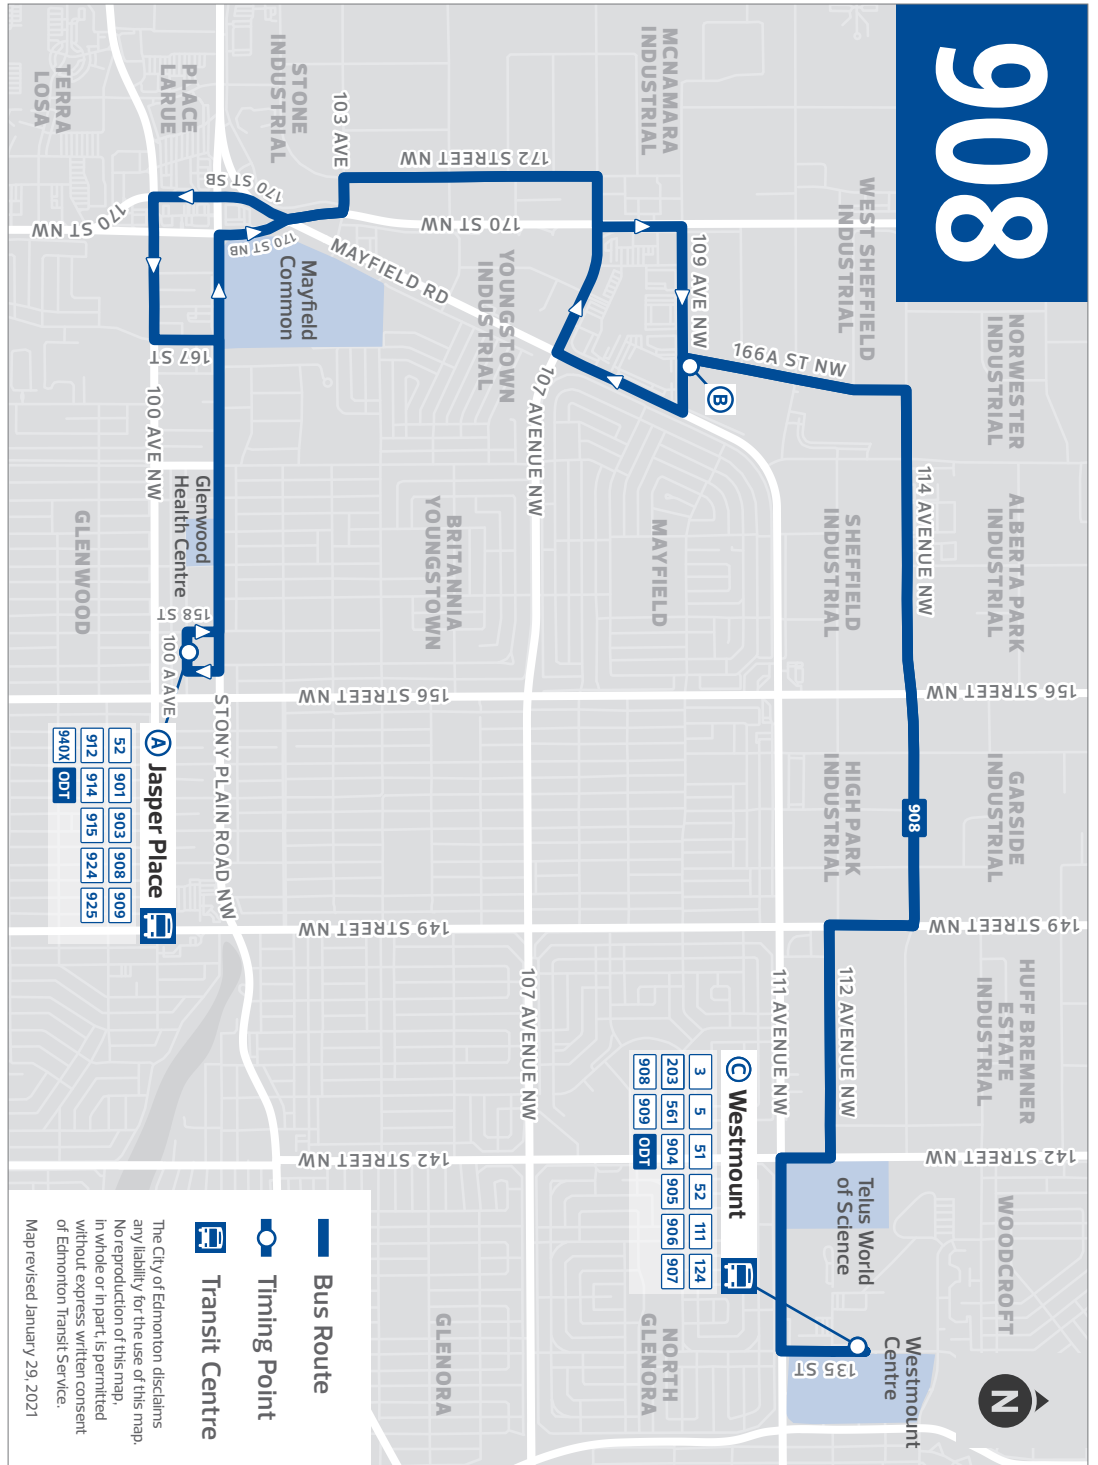 908
TERRA
LOSA
PLACE
LARUE
STONE
INDUSTRIAL
MCNAMARA
INDUSTRIAL
WEST SHEFFIELD
INDUSTRIAL
NORWESTER
INDUSTRIAL
ALBERTA PARK
INDUSTRIAL
SHEFFIELD
INDUSTRIAL
GARSIDE
INDUSTRIAL
HIGH PARK
INDUSTRIAL
HUFF BREMNER
ESTATE
INDUSTRIAL
WOODCROFT
YOUNGSTOWN
INDUSTRIAL
MAYFIELD
BRITANNIA
YOUNGSTOWN
GLENWOOD
GLENORA
NORTH
GLENORA
103 AVE
172 STREET NW
170 ST SB
170 ST NB
170 ST NW
170 ST NW
MAYFIELD RD
109 AVE NW
166A ST NW
B
Mayfield
Common
167 ST
100 AVE NW
107 AVENUE NW
114 AVENUE NW
Glenwood
Health Centre
158 ST
100 A AVE
156 STREET NW
156 STREET NW
STONY PLAIN ROAD NW
908
A Jasper Place
52 901 903 908 909
912 914 915 924 925
940X ODT
149 STREET NW
149 STREET NW
107 AVENUE NW
111 AVENUE NW
112 AVENUE NW
142 STREET NW
142 STREET NW
C Westmount
3 5 51 52 111 124
203 561 904 905 906 907
908 909 ODT
Telus World
of Science
Westmount
Centre
135 ST
N
Bus Route
Timing Point
Transit Centre
The City of Edmonton disclaims
any liability for the use of this map.
No reproduction of this map,
in whole or in part, is permitted
without express written consent
of Edmonton Transit Service.
Map revised January 29, 2021